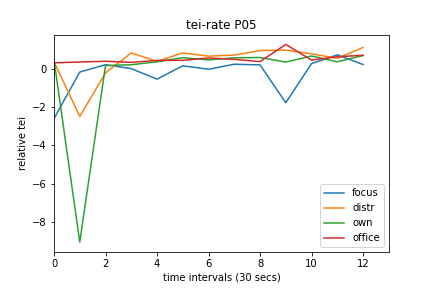 tei-rate P05
relative tei
0
−2
−4
−6
−8
focus
distr
own
office
0 2 4 6 8 10 12
time intervals (30 secs)